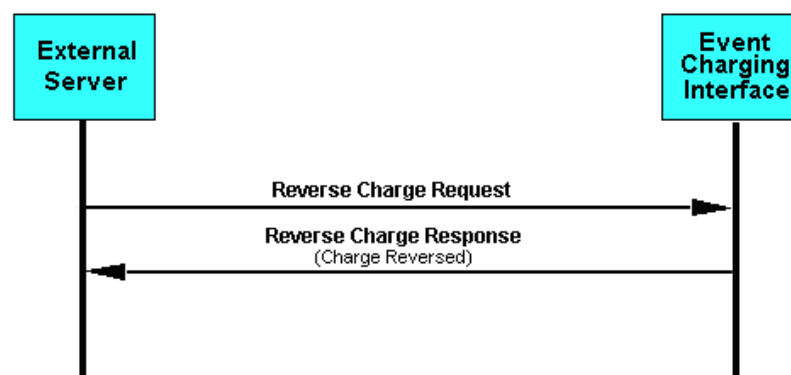 External
Server
Event
Charging
Interface
Reverse Charge Request
Reverse Charge Response
(Charge Reversed)